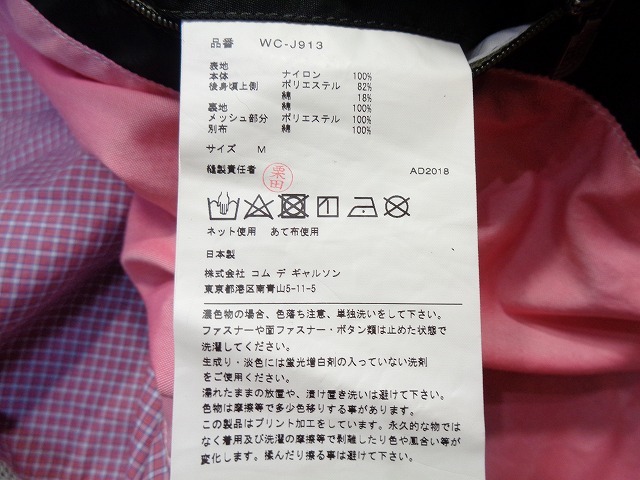 品番 WC-J913
表地
本体 ナイロン 100%
後身頃上側 ポリエステル 82%
綿 18%
裏地 綿 100%
メッシュ部分 ポリエステル 100%
別布 綿 100%
サイズ M
縫製責任者 栗田 AD2018
ネット使用 あて布使用
日本製
株式会社 コム デ ギャルソン
東京都港区南青山5-11-5
濃色物の場合、色落ち注意、単独洗いをして下さい。
ファスナーや面ファスナー・ボタン類は止めた状態で
洗濯してください。
生成り・淡色には蛍光増白剤の入っていない洗剤
をご使用ください。
濡れたままの放置や、漬け置き洗いは避けて下さい。
色物は摩擦等で多少色移りする事があります。
この製品はプリント加工をしています。永久的な物では
なく着用及び洗濯の摩擦等で剥離したり色や風合い等が
変化します。揉んだり擦る事は避けて下さい。